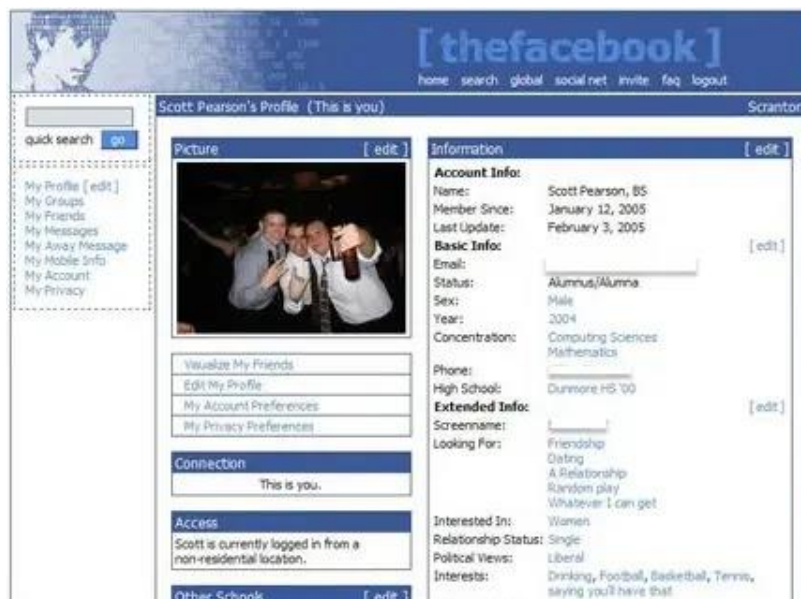 [ thefacebook ]
home search global social net invite faq logout
quick search go
My Profile [ edit ]
My Groups
My Friends
My Messages
My Away Message
My Mobile Info
My Account
My Privacy
Scott Pearson's Profile (This is you) Scranton
Picture [ edit ]
Visualize My Friends
Edit My Profile
My Account Preferences
My Privacy Preferences
Connection
This is you.
Access
Scott is currently logged in from a
non-residential location.
Other Schools [ edit ]
Information [ edit ]
Account Info:
Name: Scott Pearson, BS
Member Since: January 12, 2005
Last Update: February 3, 2005
Basic Info: [ edit ]
Email:
Status: Alumnus/Alumna
Sex: Male
Year: 2004
Concentration: Computing Sciences
Mathematics
Phone:
High School: Dunmore HS '00
Extended Info: [ edit ]
Screenname:
Looking For: Friendship
Dating
A Relationship
Random play
Whatever I can get
Interested In: Women
Relationship Status: Single
Political Views: Liberal
Interests: Drinking, Football, Basketball, Tennis,
saying you'll have that